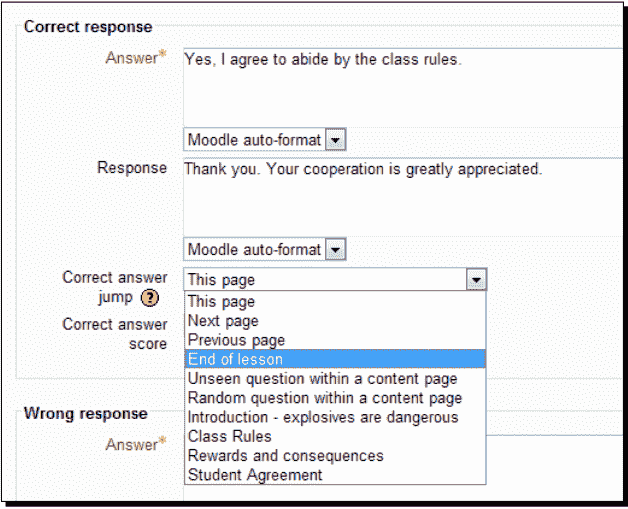 Correct response
Answer*
Yes, I agree to abide by the class rules.
Moodle auto-format
Response
Thank you. Your cooperation is greatly appreciated.
Moodle auto-format
Correct answer
jump ?
This page
This page
Next page
Previous page
End of lesson
Unseen question within a content page
Random question within a content page
Introduction - explosives are dangerous
Class Rules
Rewards and consequences
Student Agreement
Correct answer
score
Wrong response
Answer*